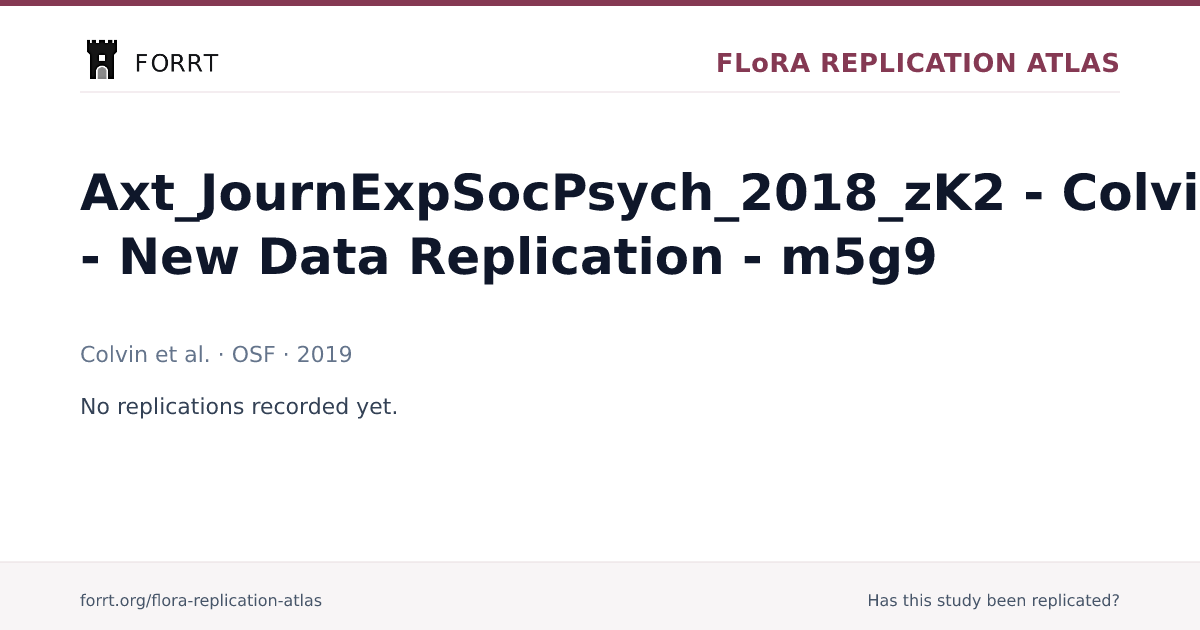 FORRT
FLoRA REPLICATION ATLAS
Axt_JournExpSocPsych_2018_zK2 - Colvi
- New Data Replication - m5g9
Colvin et al. · OSF · 2019
No replications recorded yet.
forrt.org/flora-replication-atlas
Has this study been replicated?